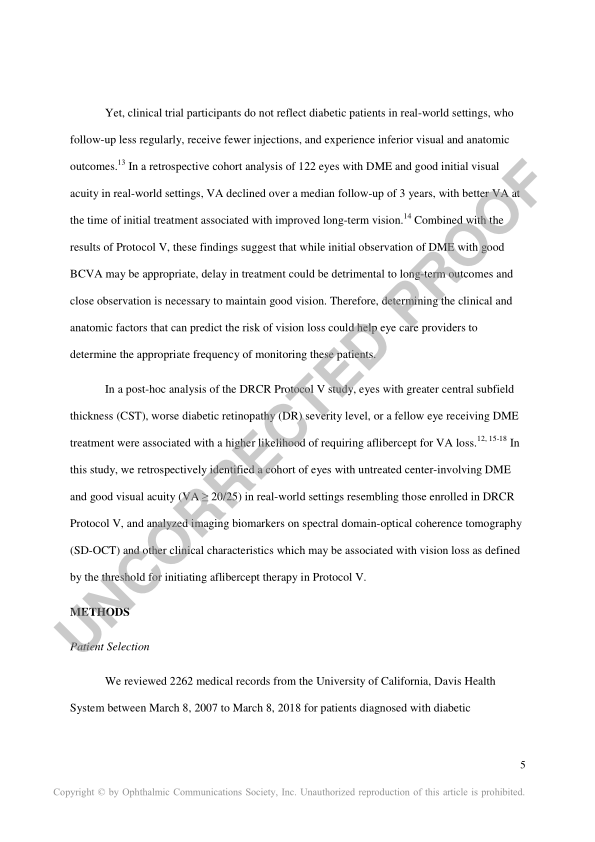 Yet, clinical trial participants do not reflect diabetic patients in real-world settings, who
follow-up less regularly, receive fewer injections, and experience inferior visual and anatomic
outcomes.13 In a retrospective cohort analysis of 122 eyes with DME and good initial visual
acuity in real-world settings, VA declined over a median follow-up of 3 years, with better VA at
the time of initial treatment associated with improved long-term vision.14 Combined with the
results of Protocol V, these findings suggest that while initial observation of DME with good
BCVA may be appropriate, delay in treatment could be detrimental to long-term outcomes and
close observation is necessary to maintain good vision. Therefore, determining the clinical and
anatomic factors that can predict the risk of vision loss could help eye care providers to
determine the appropriate frequency of monitoring these patients.
In a post-hoc analysis of the DRCR Protocol V study, eyes with greater central subfield
thickness (CST), worse diabetic retinopathy (DR) severity level, or a fellow eye receiving DME
treatment were associated with a higher likelihood of requiring aflibercept for VA loss.12, 15-18 In
this study, we retrospectively identified a cohort of eyes with untreated center-involving DME
and good visual acuity (VA ≥ 20/25) in real-world settings resembling those enrolled in DRCR
Protocol V, and analyzed imaging biomarkers on spectral domain-optical coherence tomography
(SD-OCT) and other clinical characteristics which may be associated with vision loss as defined
by the threshold for initiating aflibercept therapy in Protocol V.
METHODS
Patient Selection
We reviewed 2262 medical records from the University of California, Davis Health
System between March 8, 2007 to March 8, 2018 for patients diagnosed with diabetic
5
Copyright © by Ophthalmic Communications Society, Inc. Unauthorized reproduction of this article is prohibited.
UNCORRECTED PROOF